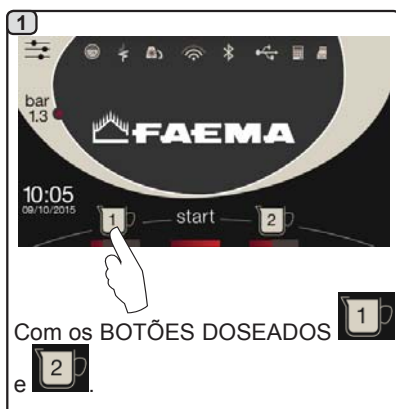 1
bar
1.3
FAEMA
10:05
09/10/2015
1 start 2
Com os BOTÕES DOSEADOS 1
e 2.